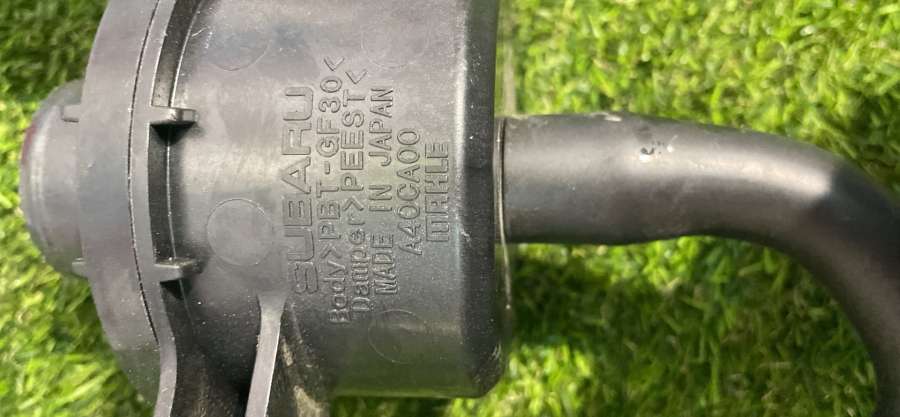 SUBARU
Body>PBT-GF30<
Damper>PEEST<
MADE IN JAPAN
A40CA00
MAHLE